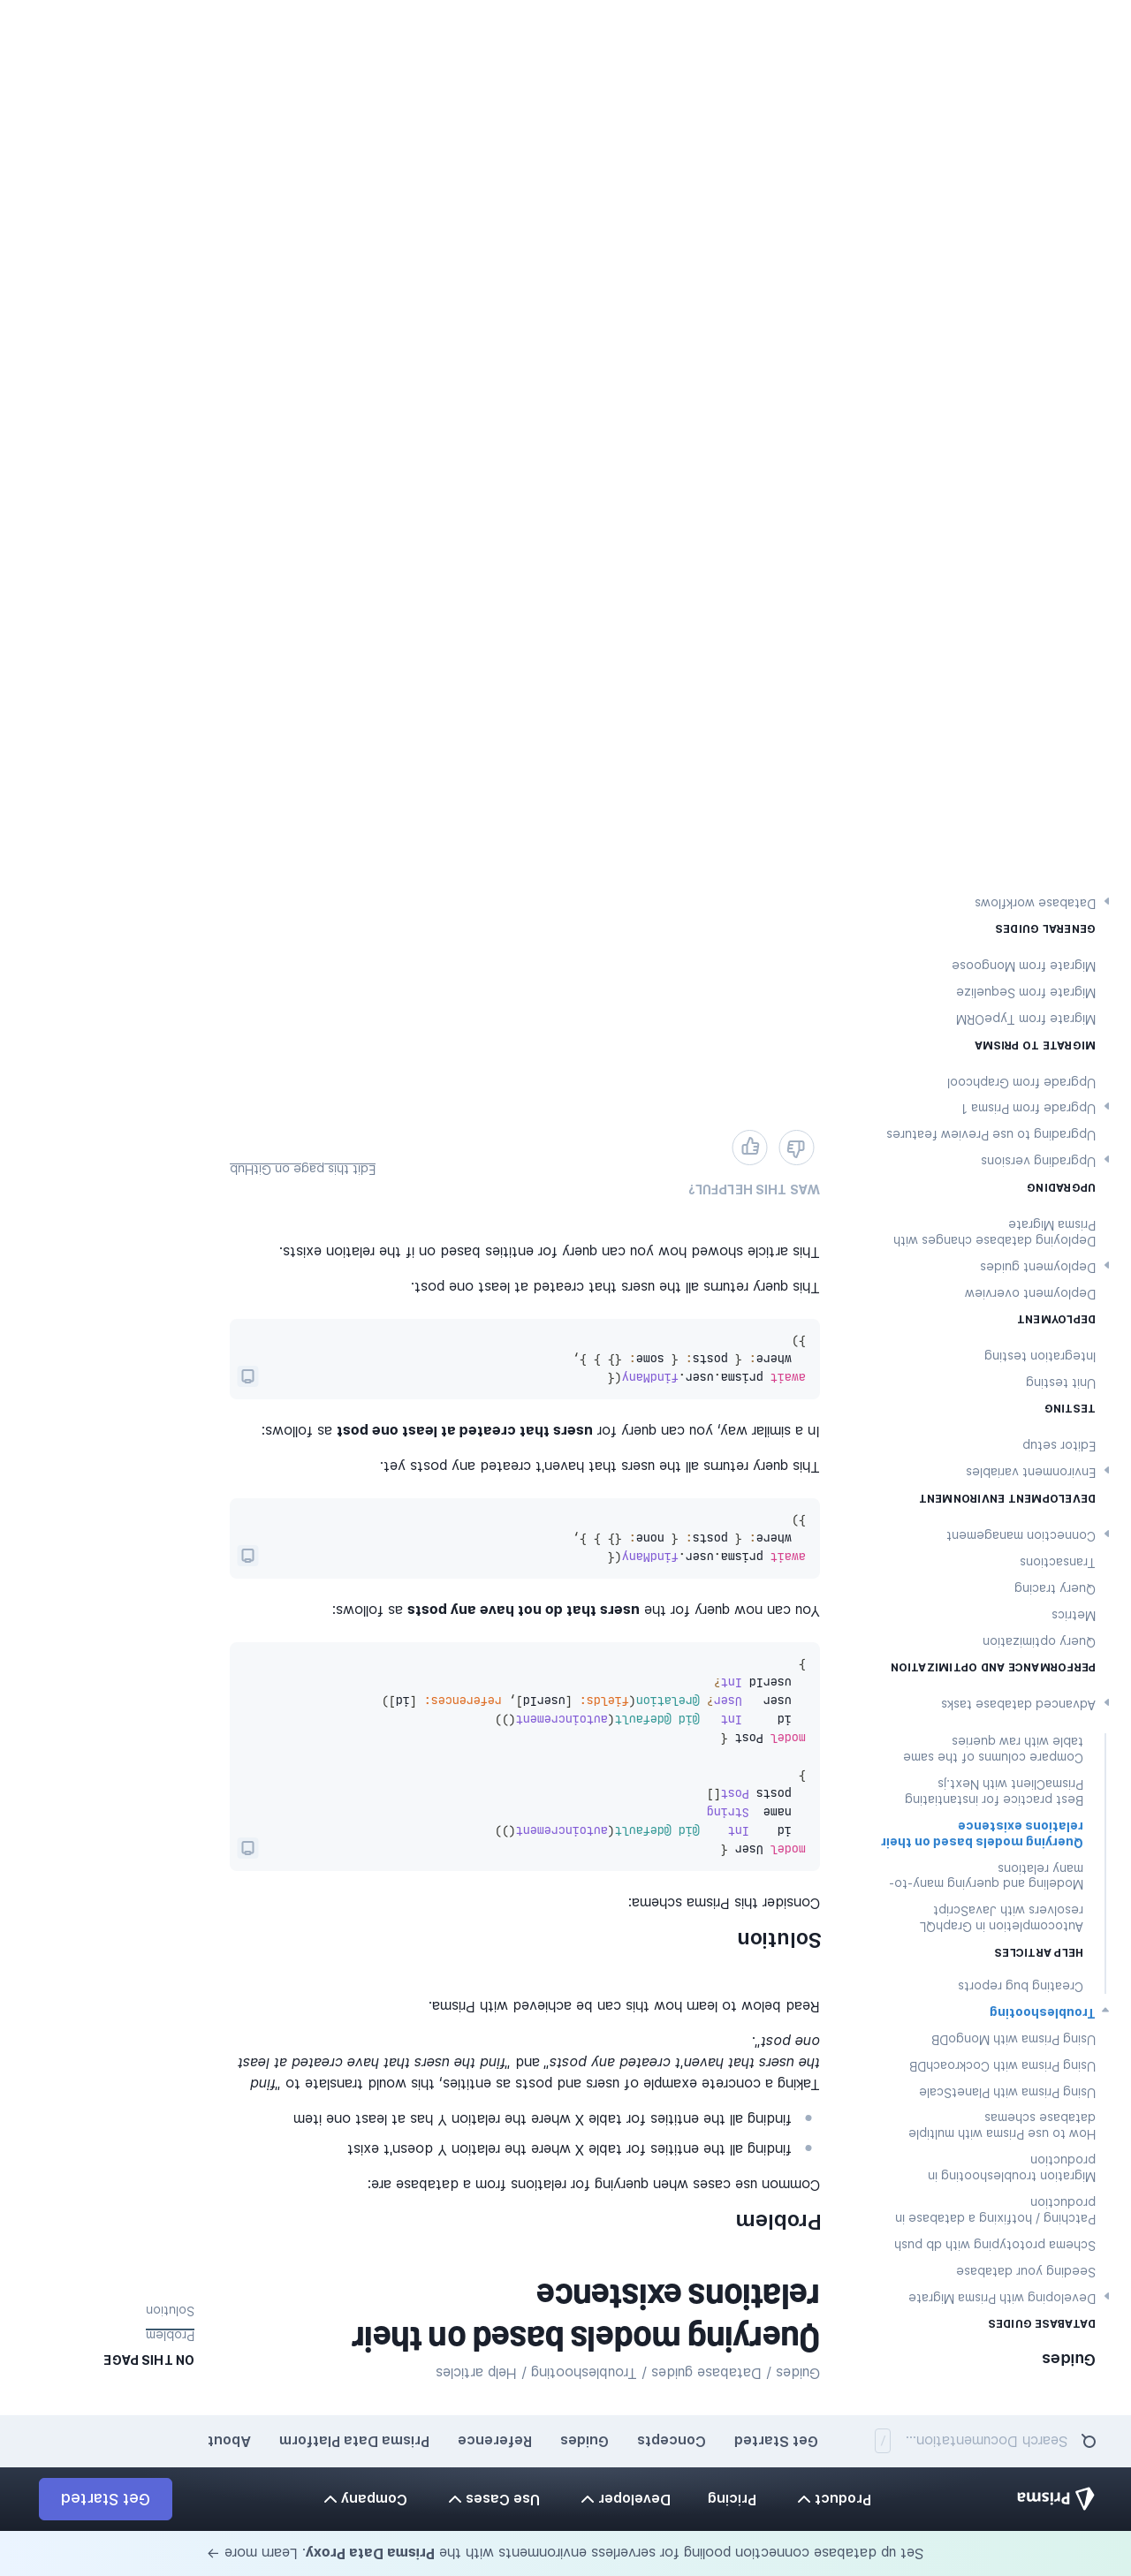 Set up database connection pooling for serverless environments with the Prisma Data Proxy. Learn more →
Prisma
Product
Pricing
Developer
Use Cases
Company
Get Started
Search Documentation...
/
Get Started
Concepts
Guides
Reference
Prisma Data Platform
About
Guides
DATABASE GUIDES
Developing with Prisma Migrate
Seeding your database
Schema prototyping with db push
Patching / hotfixing a database in
production
Migration troubleshooting in
production
How to use Prisma with multiple
database schemas
Using Prisma with PlanetScale
Using Prisma with CockroachDB
Using Prisma with MongoDB
Troubleshooting
Creating bug reports
HELP ARTICLES
Autocompletion in GraphQL
resolvers with JavaScript
Modeling and querying many-to-
many relations
Querying models based on their
relations existence
Best practice for instantiating
PrismaClient with Next.js
Compare columns of the same
table with raw queries
Advanced database tasks
PERFORMANCE AND OPTIMIZATION
Query optimization
Metrics
Query tracing
Transactions
Connection management
DEVELOPMENT ENVIRONMENT
Environment variables
Editor setup
TESTING
Unit testing
Integration testing
DEPLOYMENT
Deployment overview
Deployment guides
Deploying database changes with
Prisma Migrate
UPGRADING
Upgrading versions
Upgrading to use Preview features
Upgrade from Prisma 1
Upgrade from Graphcool
MIGRATE TO PRISMA
Migrate from TypeORM
Migrate from Sequelize
Migrate from Mongoose
GENERAL GUIDES
Database workflows
Guides / Database guides / Troubleshooting / Help articles
Querying models based on their
relations existence
Problem
Common use cases when querying for relations from a database are:
finding all the entities for table X where the relation Y doesn't exist
finding all the entities for table X where the relation Y has at least one item
Taking a concrete example of users and posts as entities, this would translate to "find
the users that haven't created any posts" and "find the users that have created at least
one post".
Read below to learn how this can be achieved with Prisma.
Solution
Consider this Prisma schema:
model User {
id    Int    @id @default(autoincrement())
name  String
posts Post[]
}
model Post {
id     Int   @id @default(autoincrement())
user   User? @relation(fields: [userId], references: [id])
userId Int?
}
You can now query for the users that do not have any posts as follows:
await prisma.user.findMany({
where: { posts: { none: {} } },
})
This query returns all the users that haven't created any posts yet.
In a similar way, you can query for users that created at least one post as follows:
await prisma.user.findMany({
where: { posts: { some: {} } },
})
This query returns all the users that created at least one post.
This article showed how you can query for entities based on if the relation exists.
WAS THIS HELPFUL?
Edit this page on GitHub
ON THIS PAGE
Problem
Solution